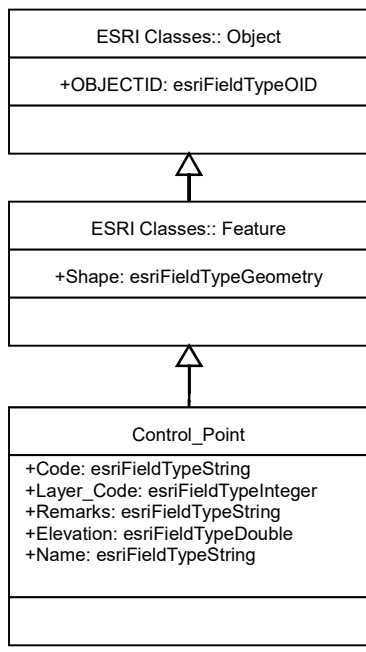 ESRI Classes:: Object
+OBJECTID: esriFieldTypeOID
ESRI Classes:: Feature
+Shape: esriFieldTypeGeometry
Control_Point
+Code: esriFieldTypeString
+Layer_Code: esriFieldTypeInteger
+Remarks: esriFieldTypeString
+Elevation: esriFieldTypeDouble
+Name: esriFieldTypeString